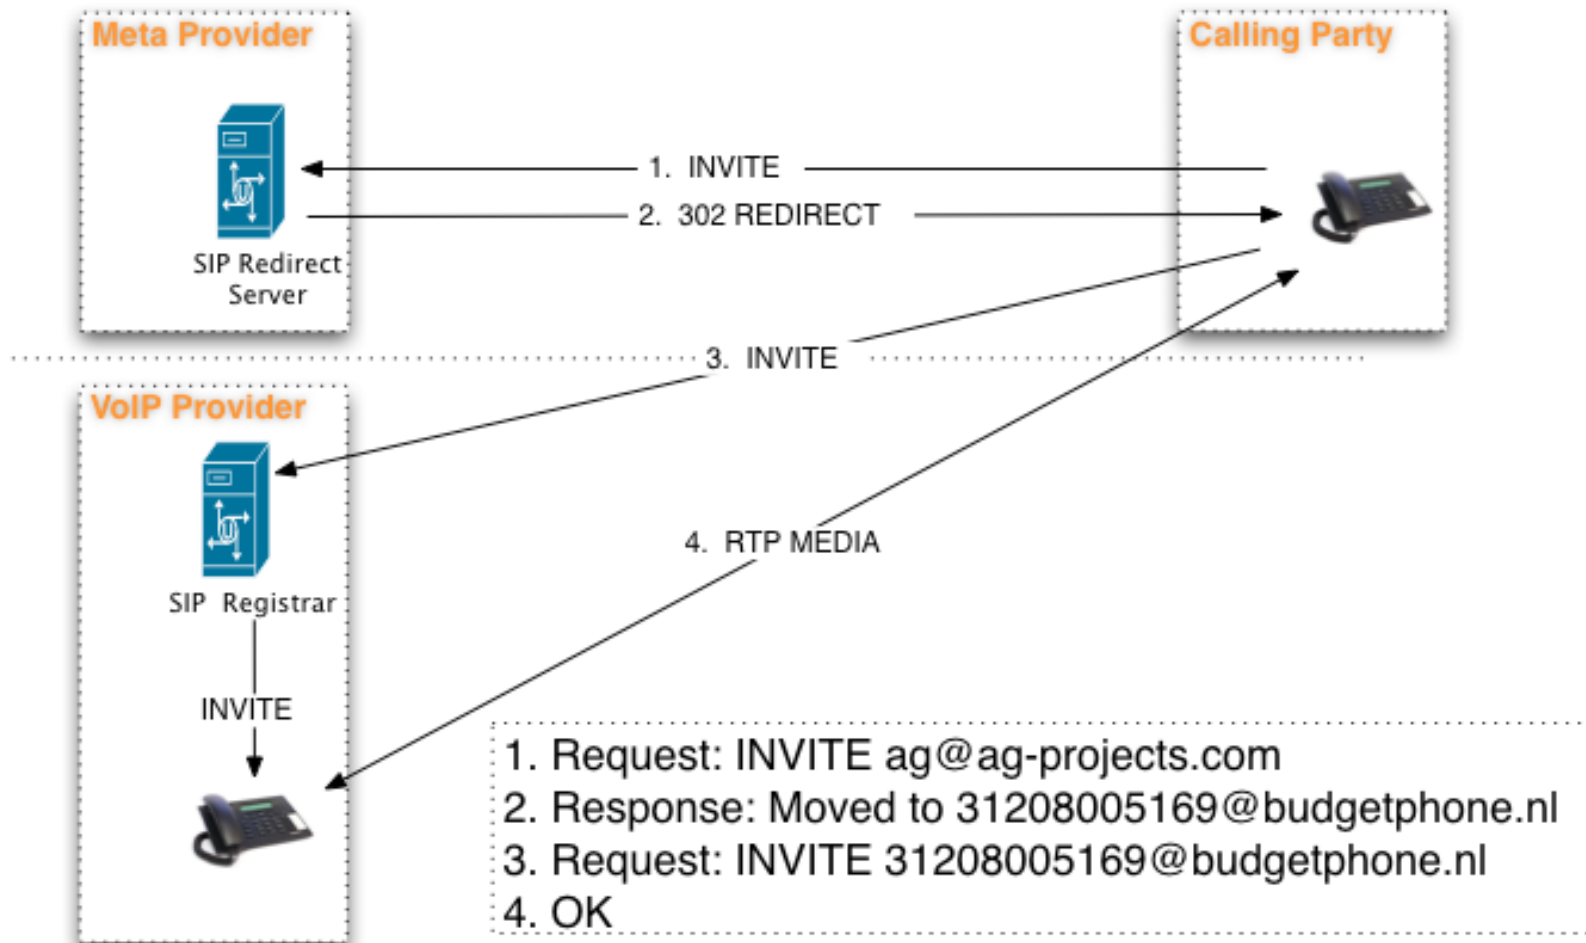 Meta Provider
Calling Party
1. INVITE
2. 302 REDIRECT
SIP Redirect
Server
3. INVITE
VoIP Provider
4. RTP MEDIA
SIP Registrar
INVITE
1. Request: INVITE ag@ag-projects.com
2. Response: Moved to 31208005169@budgetphone.nl
3. Request: INVITE 31208005169@budgetphone.nl
4. OK